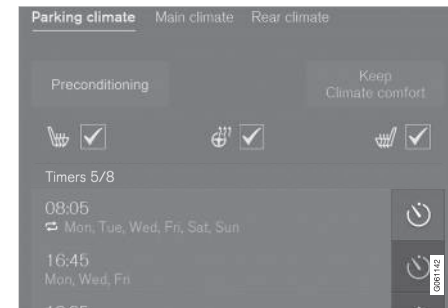 Parking climate Main climate Rear climate
Preconditioning
Keep
Climate comfort
Timers 5/8
08:05
Mon, Tue, Wed, Fri, Sat, Sun
16:45
Mon, Wed, Fri
G061142